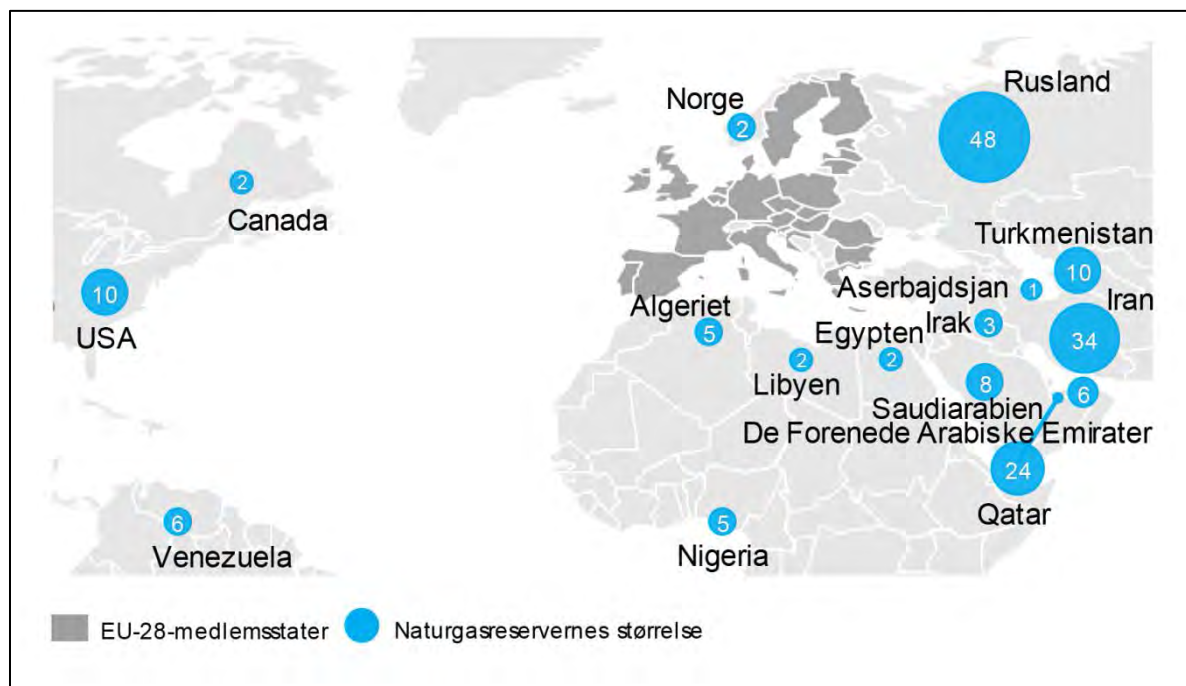 Rusland
48
Norge
2
2
Canada
Turkmenistan
10
10
USA
Aserbajdsjan
1
Iran
34
Algeriet
5
Irak
3
Egypten
2
2
Libyen
8
Saudiarabien
6
De Forenede Arabiske Emirater
24
Qatar
6
Venezuela
5
Nigeria
EU-28-medlemsstater
Naturgasreservernes størrelse